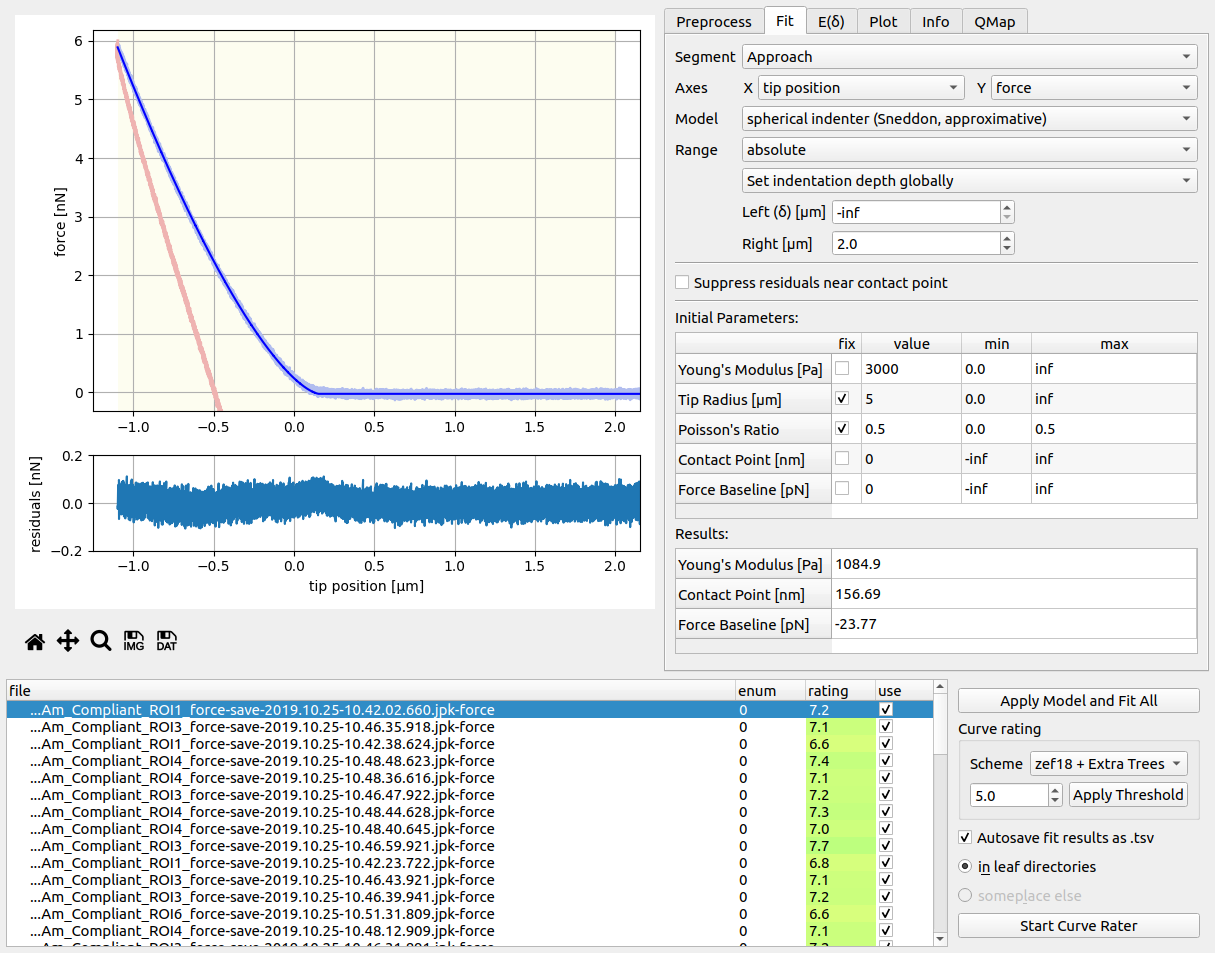 Preprocess Fit E(δ) Plot Info QMap
6
5
4
3
2
1
0
force [nN]
−1.0 −0.5 0.0 0.5 1.0 1.5 2.0
0.2
0.0
−0.2
residuals [nN]
−1.0 −0.5 0.0 0.5 1.0 1.5 2.0
tip position [µm]
IMG DAT
Segment Approach
Axes X tip position Y force
Model spherical indenter (Sneddon, approximative)
Range absolute
Set indentation depth globally
Left (δ) [µm] -inf
Right [µm] 2.0
Suppress residuals near contact point
Initial Parameters:
fix value min max
Young's Modulus [Pa] 3000 0.0 inf
Tip Radius [µm] 5 0.0 inf
Poisson's Ratio 0.5 0.0 0.5
Contact Point [nm] 0 -inf inf
Force Baseline [pN] 0 -inf inf
Results:
Young's Modulus [Pa] 1084.9
Contact Point [nm] 156.69
Force Baseline [pN] -23.77
file enum rating use
...Am_Compliant_ROI1_force-save-2019.10.25-10.42.02.660.jpk-force 0 7.2
...Am_Compliant_ROI3_force-save-2019.10.25-10.46.35.918.jpk-force 0 7.1
...Am_Compliant_ROI1_force-save-2019.10.25-10.42.38.624.jpk-force 0 6.6
...Am_Compliant_ROI4_force-save-2019.10.25-10.48.48.623.jpk-force 0 7.4
...Am_Compliant_ROI4_force-save-2019.10.25-10.48.36.616.jpk-force 0 7.1
...Am_Compliant_ROI3_force-save-2019.10.25-10.46.47.922.jpk-force 0 7.2
...Am_Compliant_ROI4_force-save-2019.10.25-10.48.44.628.jpk-force 0 7.3
...Am_Compliant_ROI4_force-save-2019.10.25-10.48.40.645.jpk-force 0 7.0
...Am_Compliant_ROI3_force-save-2019.10.25-10.46.59.921.jpk-force 0 7.7
...Am_Compliant_ROI1_force-save-2019.10.25-10.42.23.722.jpk-force 0 6.8
...Am_Compliant_ROI3_force-save-2019.10.25-10.46.43.921.jpk-force 0 7.1
...Am_Compliant_ROI3_force-save-2019.10.25-10.46.39.941.jpk-force 0 7.2
...Am_Compliant_ROI6_force-save-2019.10.25-10.51.31.809.jpk-force 0 6.6
...Am_Compliant_ROI4_force-save-2019.10.25-10.48.12.909.jpk-force 0 7.1
Apply Model and Fit All
Curve rating
Scheme zef18 + Extra Trees
5.0 Apply Threshold
Autosave fit results as .tsv
in leaf directories
someplace else
Start Curve Rater